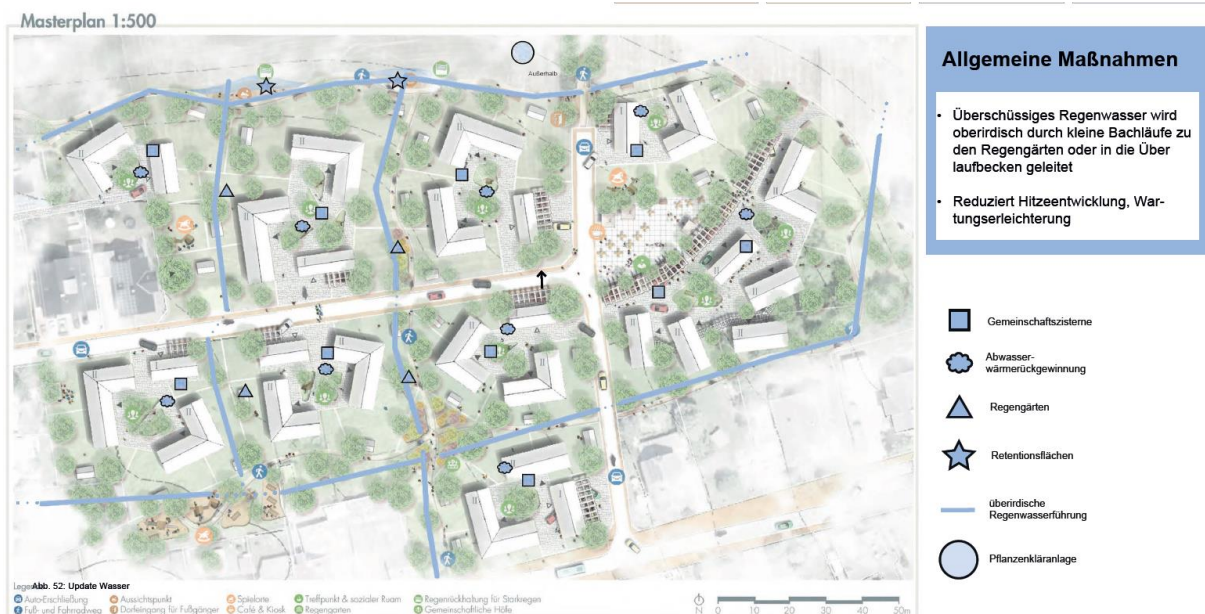 Masterplan 1:500
Außerhalb
Allgemeine Maßnahmen
• Überschüssiges Regenwasser wird
oberirdisch durch kleine Bachläufe zu
den Regengärten oder in die Über
laufbecken geleitet
• Reduziert Hitzeentwicklung, War-
tungserleichterung
Gemeinschaftszisterne
Abwasser-
wärmerückgewinnung
Regengärten
Retentionsflächen
überirdische
Regenwasserführung
Pflanzenkläranlage
Abb. 52: Update Wasser
Auto-Erschließung
Aussichtspunkt
Spielorte
Treffpunkt & sozialer Ruam
Regenrückhaltung für Starkregen
Fuß- und Fahrradweg
Dorfeingang für Fußgänger
Café & Kiosk
Regengarten
Gemeinschaftliche Höfe
N
0 10 20 30 40 50m